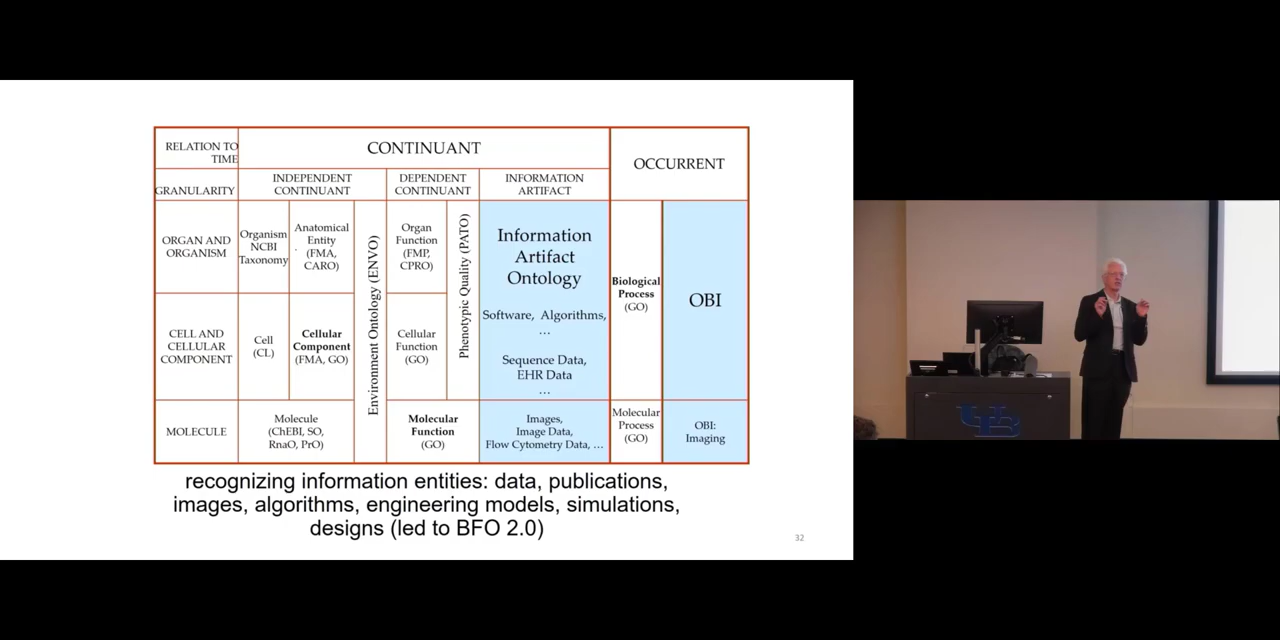 RELATION TO
TIME
CONTINUANT
OCCURRENT
GRANULARITY
INDEPENDENT
CONTINUANT
DEPENDENT
CONTINUANT
INFORMATION
ARTIFACT
ORGAN AND
ORGANISM
Organism
NCBI
Taxonomy
Anatomical
Entity
(FMA,
CARO)
Environment Ontology (ENVO)
Organ
Function
(FMP,
CPRO)
Phenotypic Quality (PATO)
Information
Artifact
Ontology
Software, Algorithms,
…
Sequence Data,
EHR Data
…
Biological
Process
(GO)
OBI
CELL AND
CELLULAR
COMPONENT
Cell
(CL)
Cellular
Component
(FMA, GO)
Cellular
Function
(GO)
MOLECULE
Molecule
(ChEBI, SO,
RnaO, PrO)
Molecular
Function
(GO)
Images,
Image Data,
Flow Cytometry Data, …
Molecular
Process
(GO)
OBI:
Imaging
recognizing information entities: data, publications,
images, algorithms, engineering models, simulations,
designs (led to BFO 2.0)
32
UB